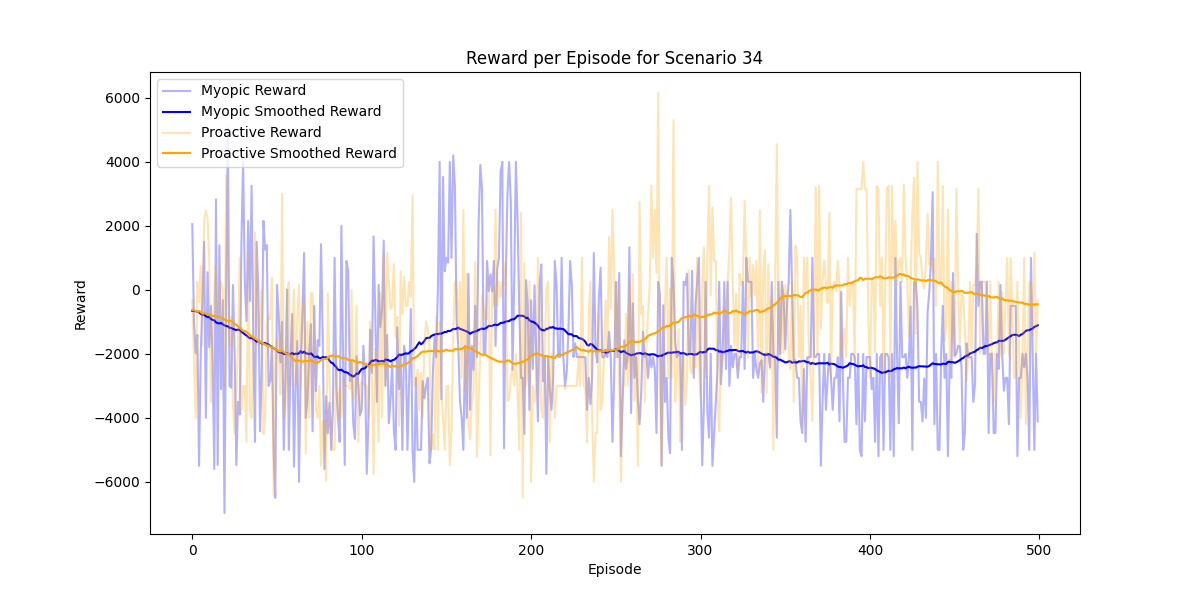 Reward per Episode for Scenario 34
Myopic Reward
Myopic Smoothed Reward
Proactive Reward
Proactive Smoothed Reward
6000
4000
2000
0
−2000
−4000
−6000
Reward
0 100 200 300 400 500
Episode